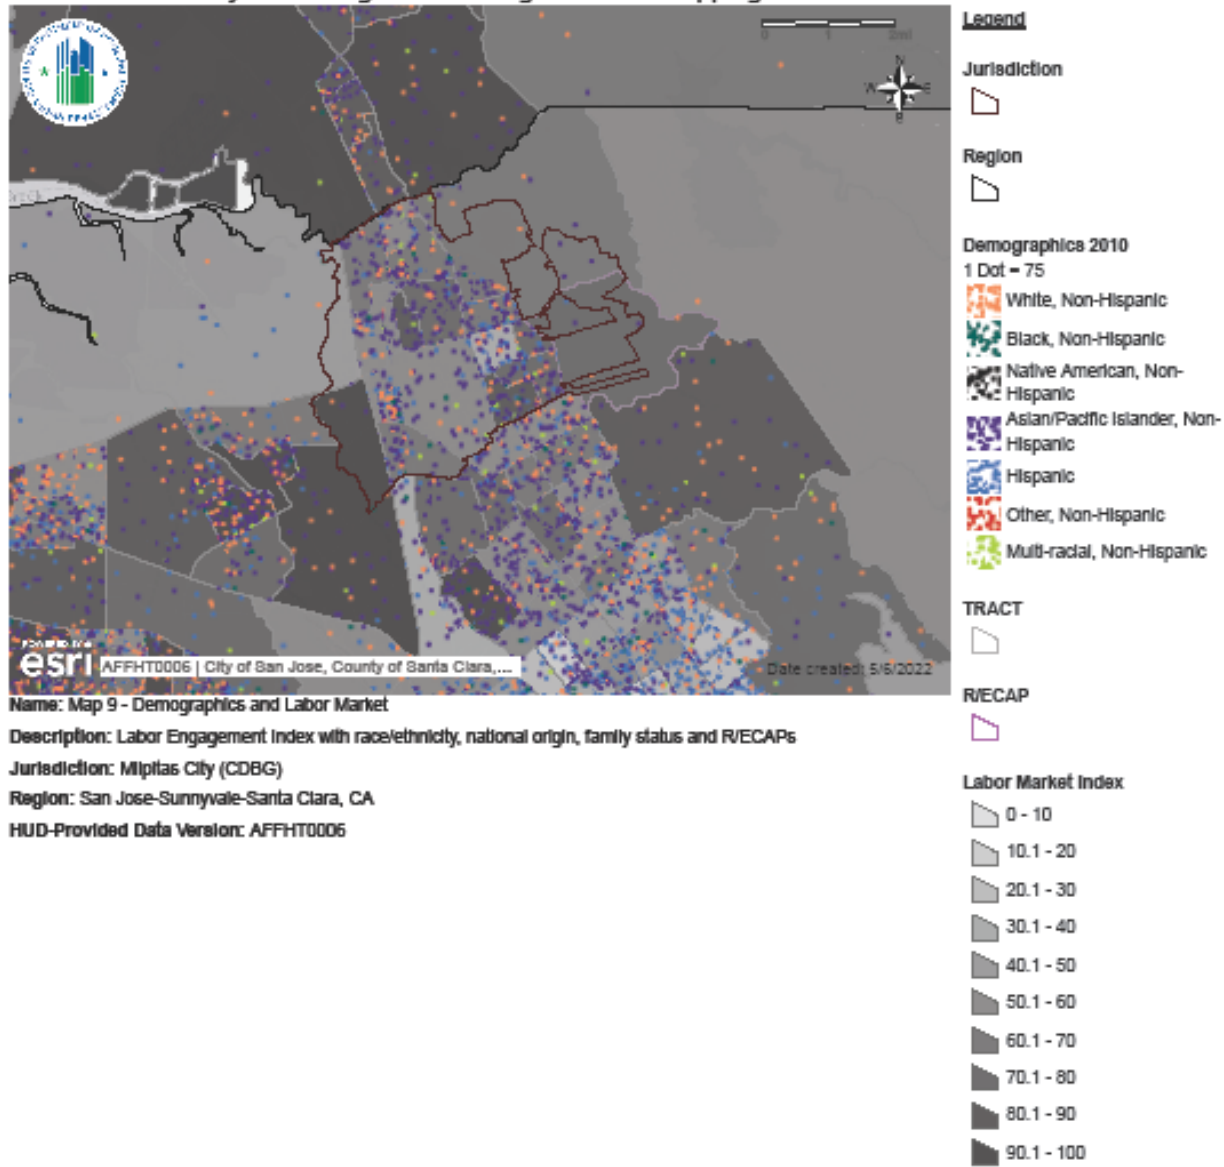 0 1 2mi
N
W E
S
POWERED BY
esri
AFFHT0006 | City of San Jose, County of Santa Clara,...
Date created: 5/6/2022
Name: Map 9 - Demographics and Labor Market
Description: Labor Engagement Index with race/ethnicity, national origin, family status and R/ECAPs
Jurisdiction: Milpitas City (CDBG)
Region: San Jose-Sunnyvale-Santa Clara, CA
HUD-Provided Data Version: AFFHT0006
Legend
Jurisdiction
Region
Demographics 2010
1 Dot = 75
White, Non-Hispanic
Black, Non-Hispanic
Native American, Non-
Hispanic
Asian/Pacific Islander, Non-
Hispanic
Hispanic
Other, Non-Hispanic
Multi-racial, Non-Hispanic
TRACT
R/ECAP
Labor Market Index
0 - 10
10.1 - 20
20.1 - 30
30.1 - 40
40.1 - 50
50.1 - 60
60.1 - 70
70.1 - 80
80.1 - 90
90.1 - 100